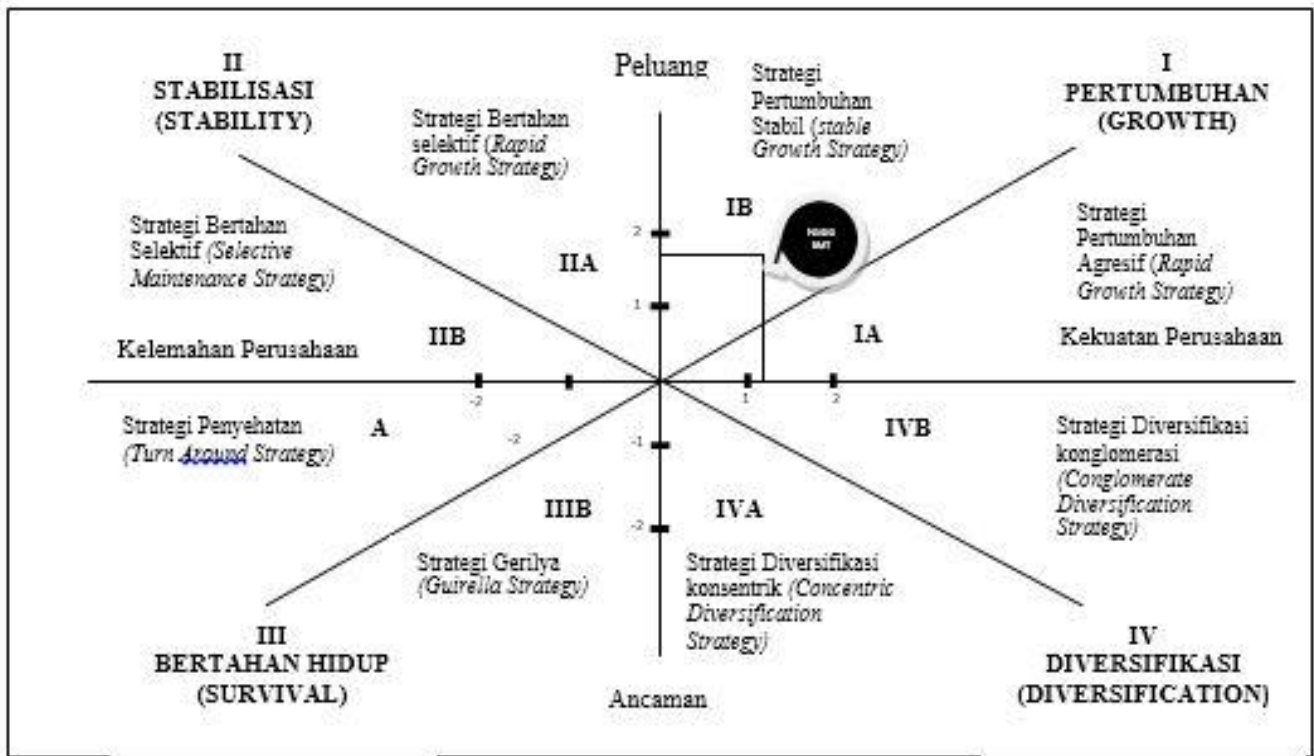 II
STABILISASI
(STABILITY)
Peluang
Strategi
Pertumbuhan
Stabil (stable
Growth Strategy)
I
PERTUMBUHAN
(GROWTH)
Strategi Bertahan
selektif (Rapid
Growth Strategy)
Strategi Bertahan
Selektif (Selective
Maintenance Strategy)
IIA
2
1
IB
Strategi
Pertumbuhan
Agresif (Rapid
Growth Strategy)
Kelemahan Perusahaan
IIB
IA
Kekuatan Perusahaan
-2
1
2
Strategi Penyehatan
(Turn Around Strategy)
A
-2
-1
IVB
Strategi Diversifikasi
konglomerasi
(Conglomerate
Diversification
Strategy)
IIIB
-2
IVA
Strategi Gerilya
(Guirella Strategy)
Strategi Diversifikasi
konsentrik (Concentric
Diversification
Strategy)
III
BERTAHAN HIDUP
(SURVIVAL)
Ancaman
IV
DIVERSIFIKASI
(DIVERSIFICATION)